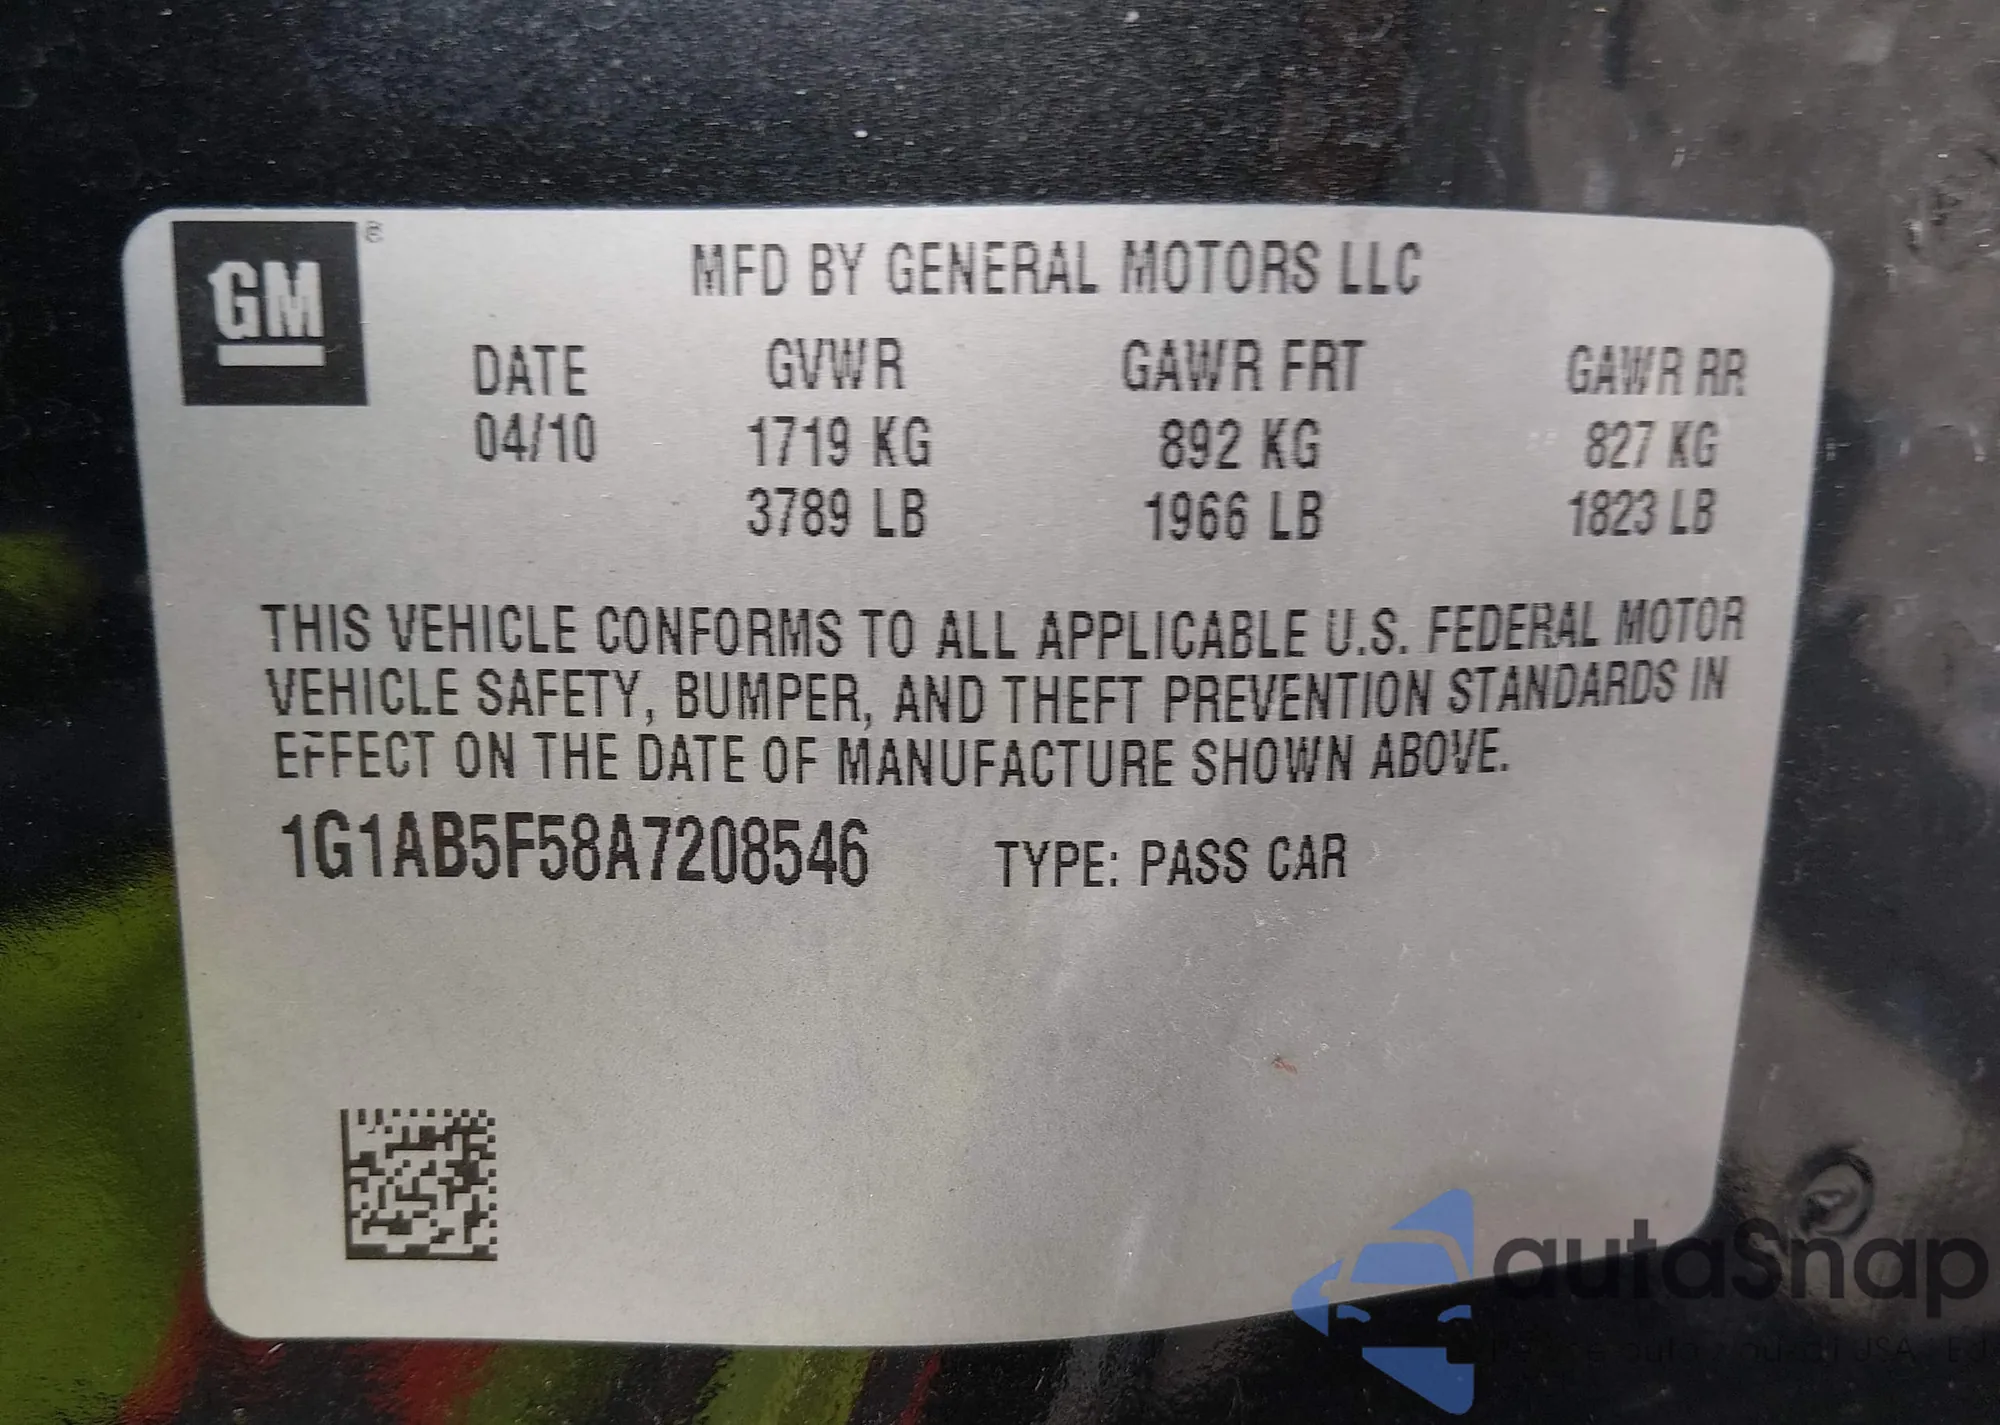 GM
®
MFD BY GENERAL MOTORS LLC
DATE GVWR GAWR FRT GAWR RR
04/10 1719 KG 892 KG 827 KG
3789 LB 1966 LB 1823 LB
THIS VEHICLE CONFORMS TO ALL APPLICABLE U.S. FEDERAL MOTOR
VEHICLE SAFETY, BUMPER, AND THEFT PREVENTION STANDARDS IN
EFFECT ON THE DATE OF MANUFACTURE SHOWN ABOVE.
1G1AB5F58A7208546 TYPE: PASS CAR
autaSnap